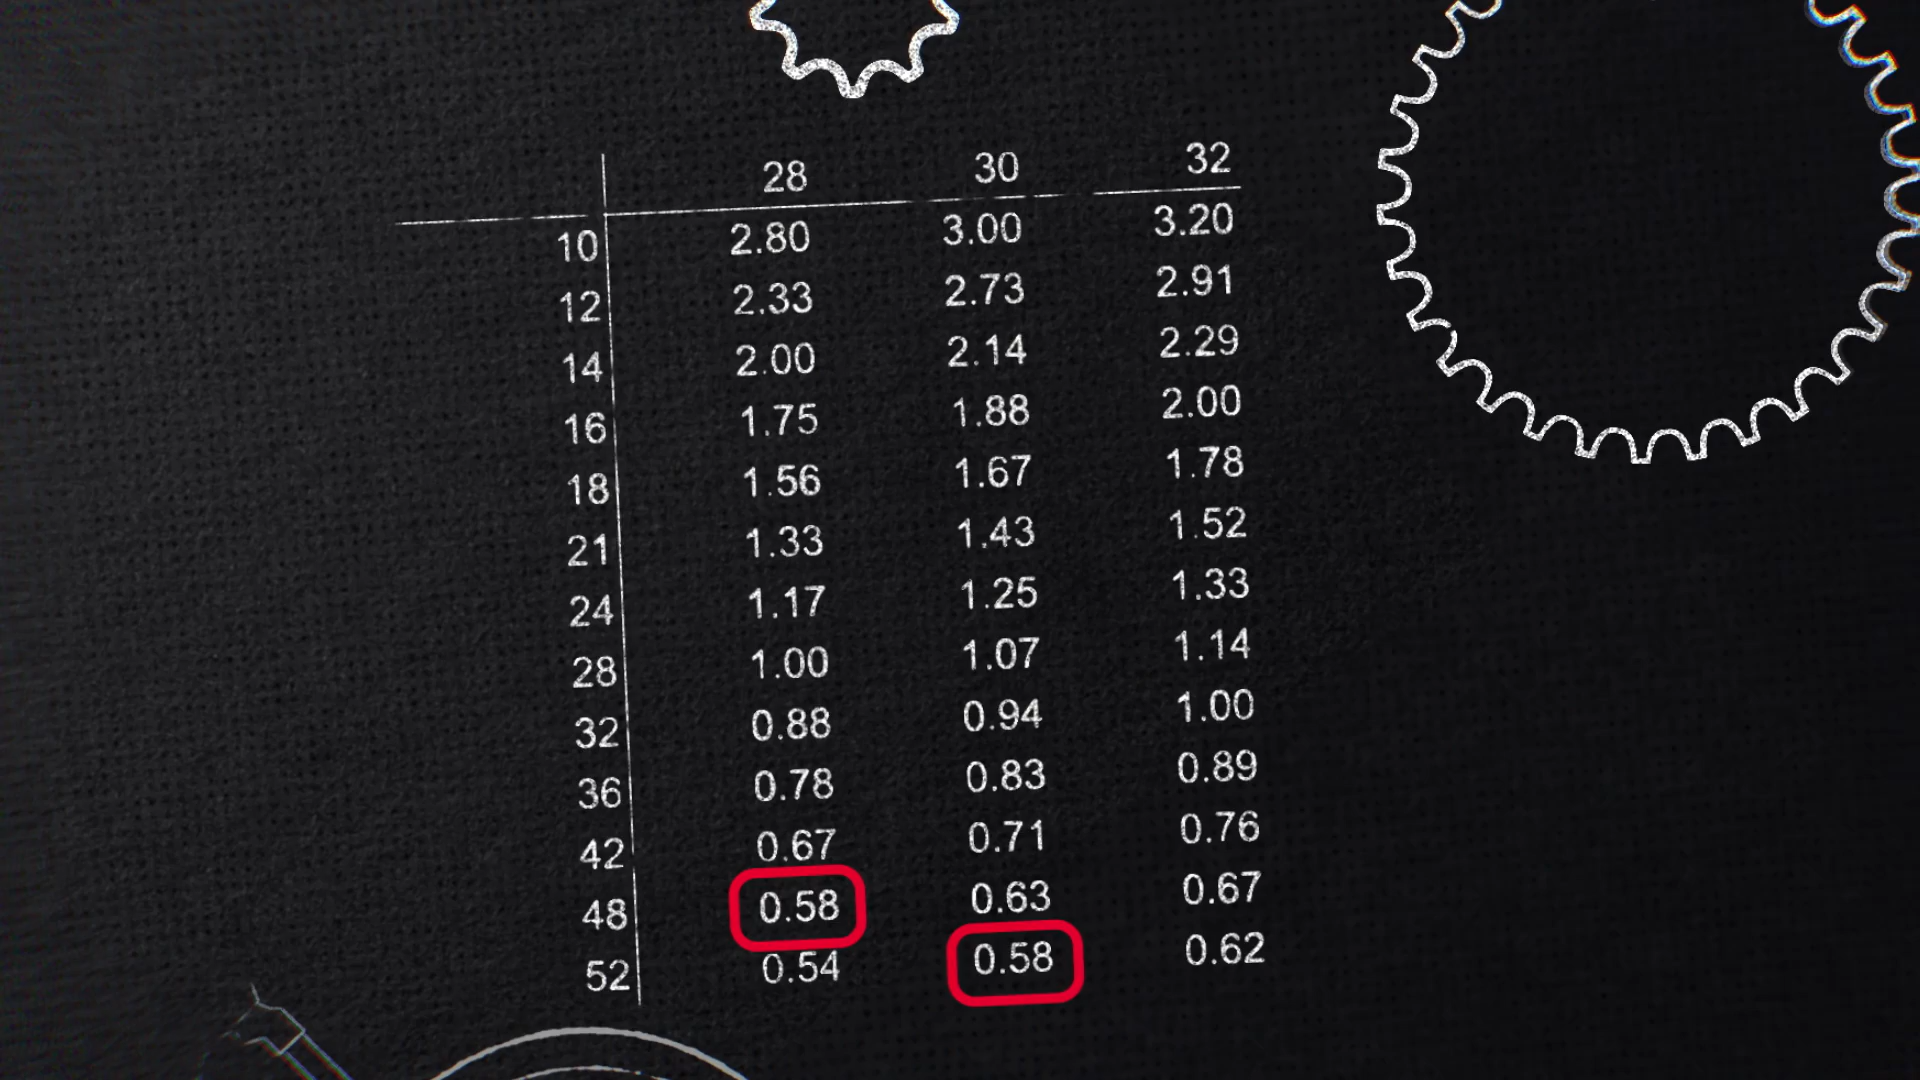 28 30 32
10 2.80 3.00 3.20
12 2.33 2.73 2.91
14 2.00 2.14 2.29
16 1.75 1.88 2.00
18 1.56 1.67 1.78
21 1.33 1.43 1.52
24 1.17 1.25 1.33
28 1.00 1.07 1.14
32 0.88 0.94 1.00
36 0.78 0.83 0.89
42 0.67 0.71 0.76
48 0.58 0.63 0.67
52 0.54 0.58 0.62